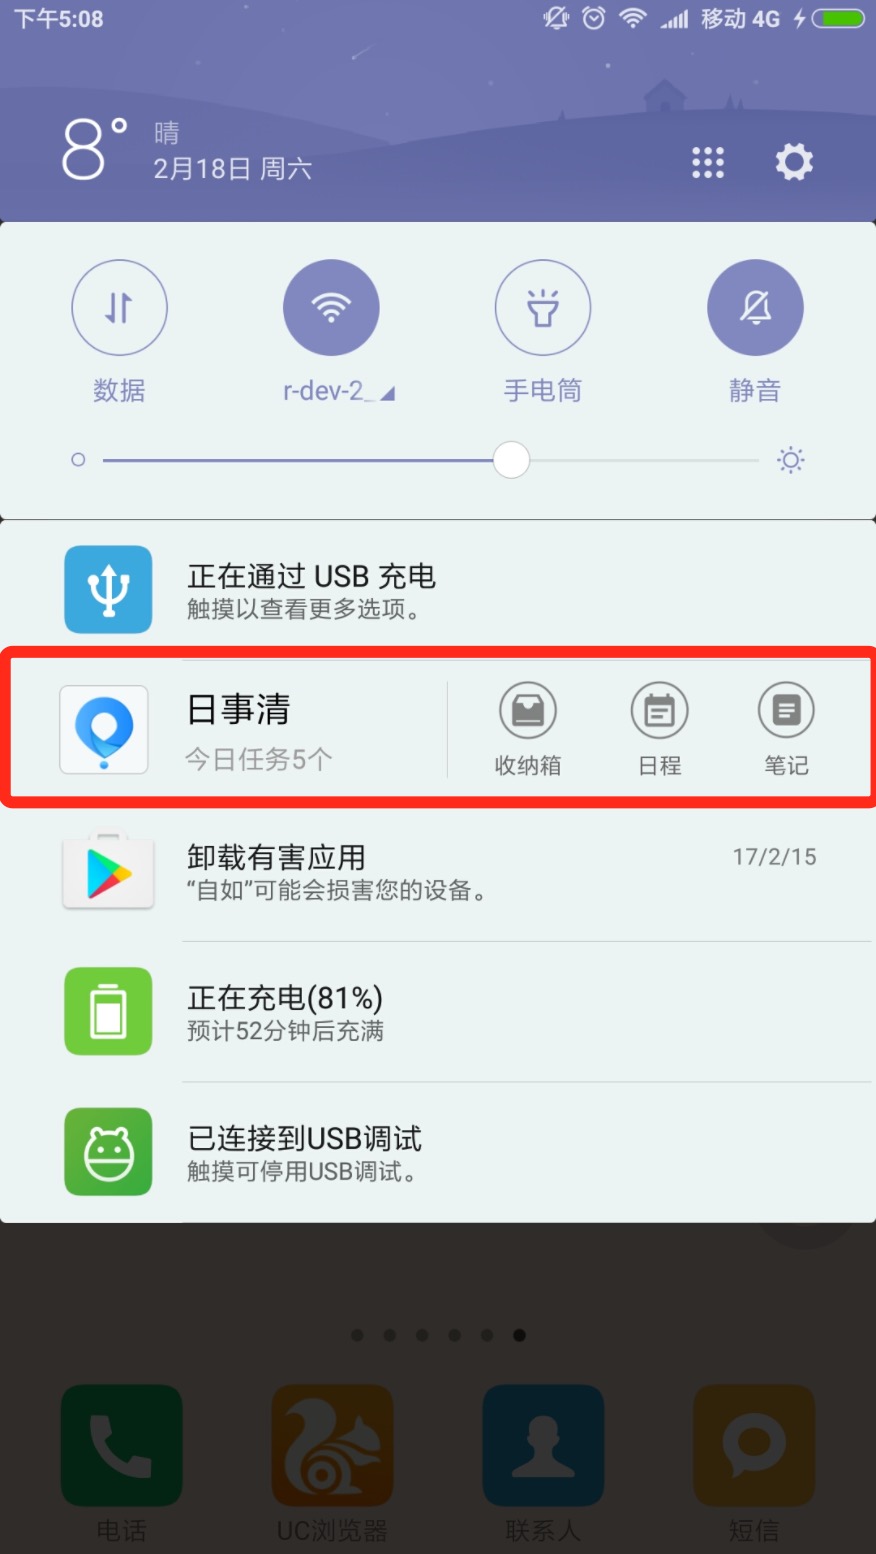 下午5:08
移动 4G
8°
晴
2月18日 周六
数据
r-dev-2_
手电筒
静音
正在通过 USB 充电
触摸以查看更多选项。
日事清
今日任务5个
收纳箱
日程
笔记
卸载有害应用
17/2/15
“自如”可能会损害您的设备。
正在充电(81%)
预计52分钟后充满
已连接到USB调试
触摸可停用USB调试。
电话
UC浏览器
联系人
短信